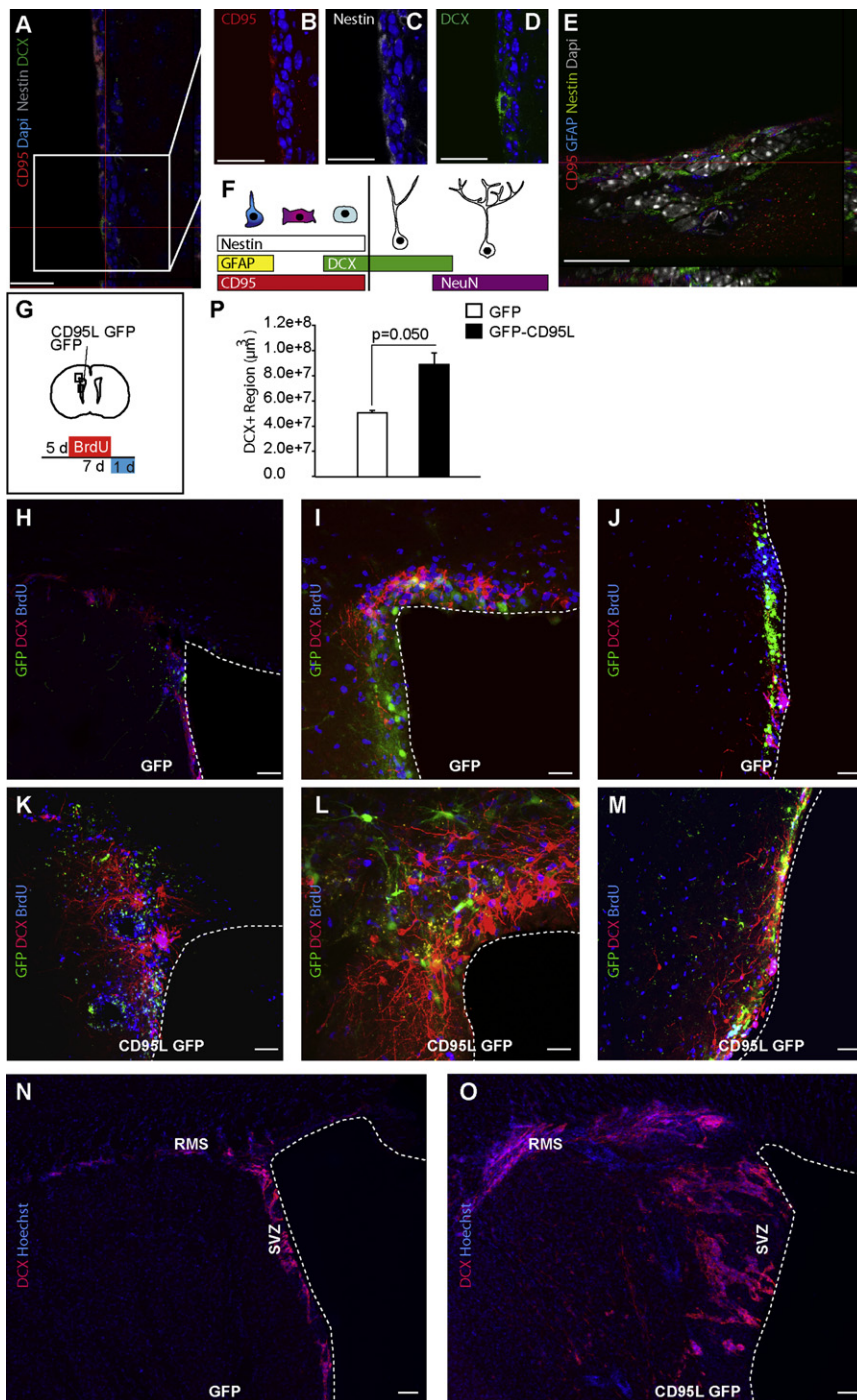 A
CD95 Dapi Nestin DCX
B
CD95
C
Nestin
D
DCX
E
CD95 GFAP Nestin Dapi
F
Nestin
GFAP
DCX
CD95
NeuN
G
CD95L GFP
GFP
5 d BrdU
7 d 1 d
P
GFP
GFP-CD95L
p=0.050
DCX+ Region (µm³)
1.2e+8
1.0e+8
8.0e+7
6.0e+7
4.0e+7
2.0e+7
0.0
H
GFP DCX BrdU
GFP
I
GFP DCX BrdU
GFP
J
GFP DCX BrdU
GFP
K
GFP DCX BrdU
CD95L GFP
L
GFP DCX BrdU
CD95L GFP
M
GFP DCX BrdU
CD95L GFP
N
RMS
SVZ
DCX Hoechst
GFP
O
RMS
SVZ
DCX Hoechst
CD95L GFP